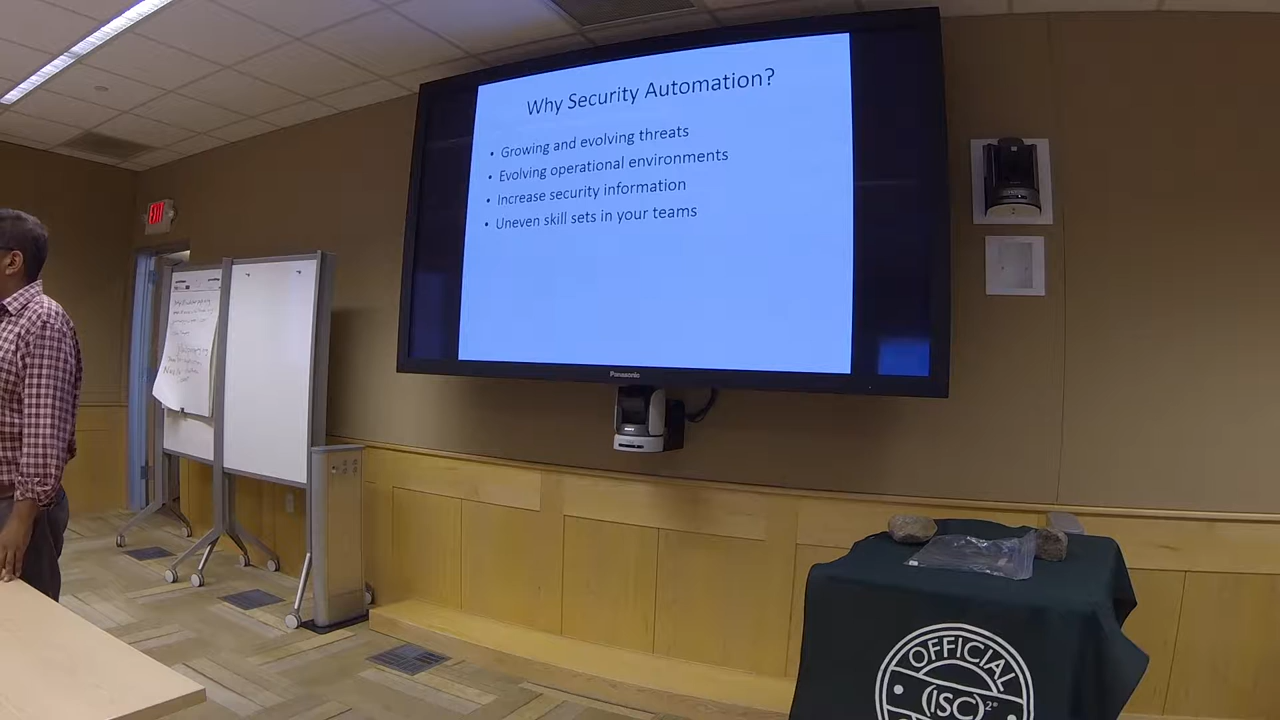 Why Security Automation?
• Growing and evolving threats
• Evolving operational environments
• Increase security information
• Uneven skill sets in your teams
EXIT
Panasonic
OFFICIAL
(ISC)²®